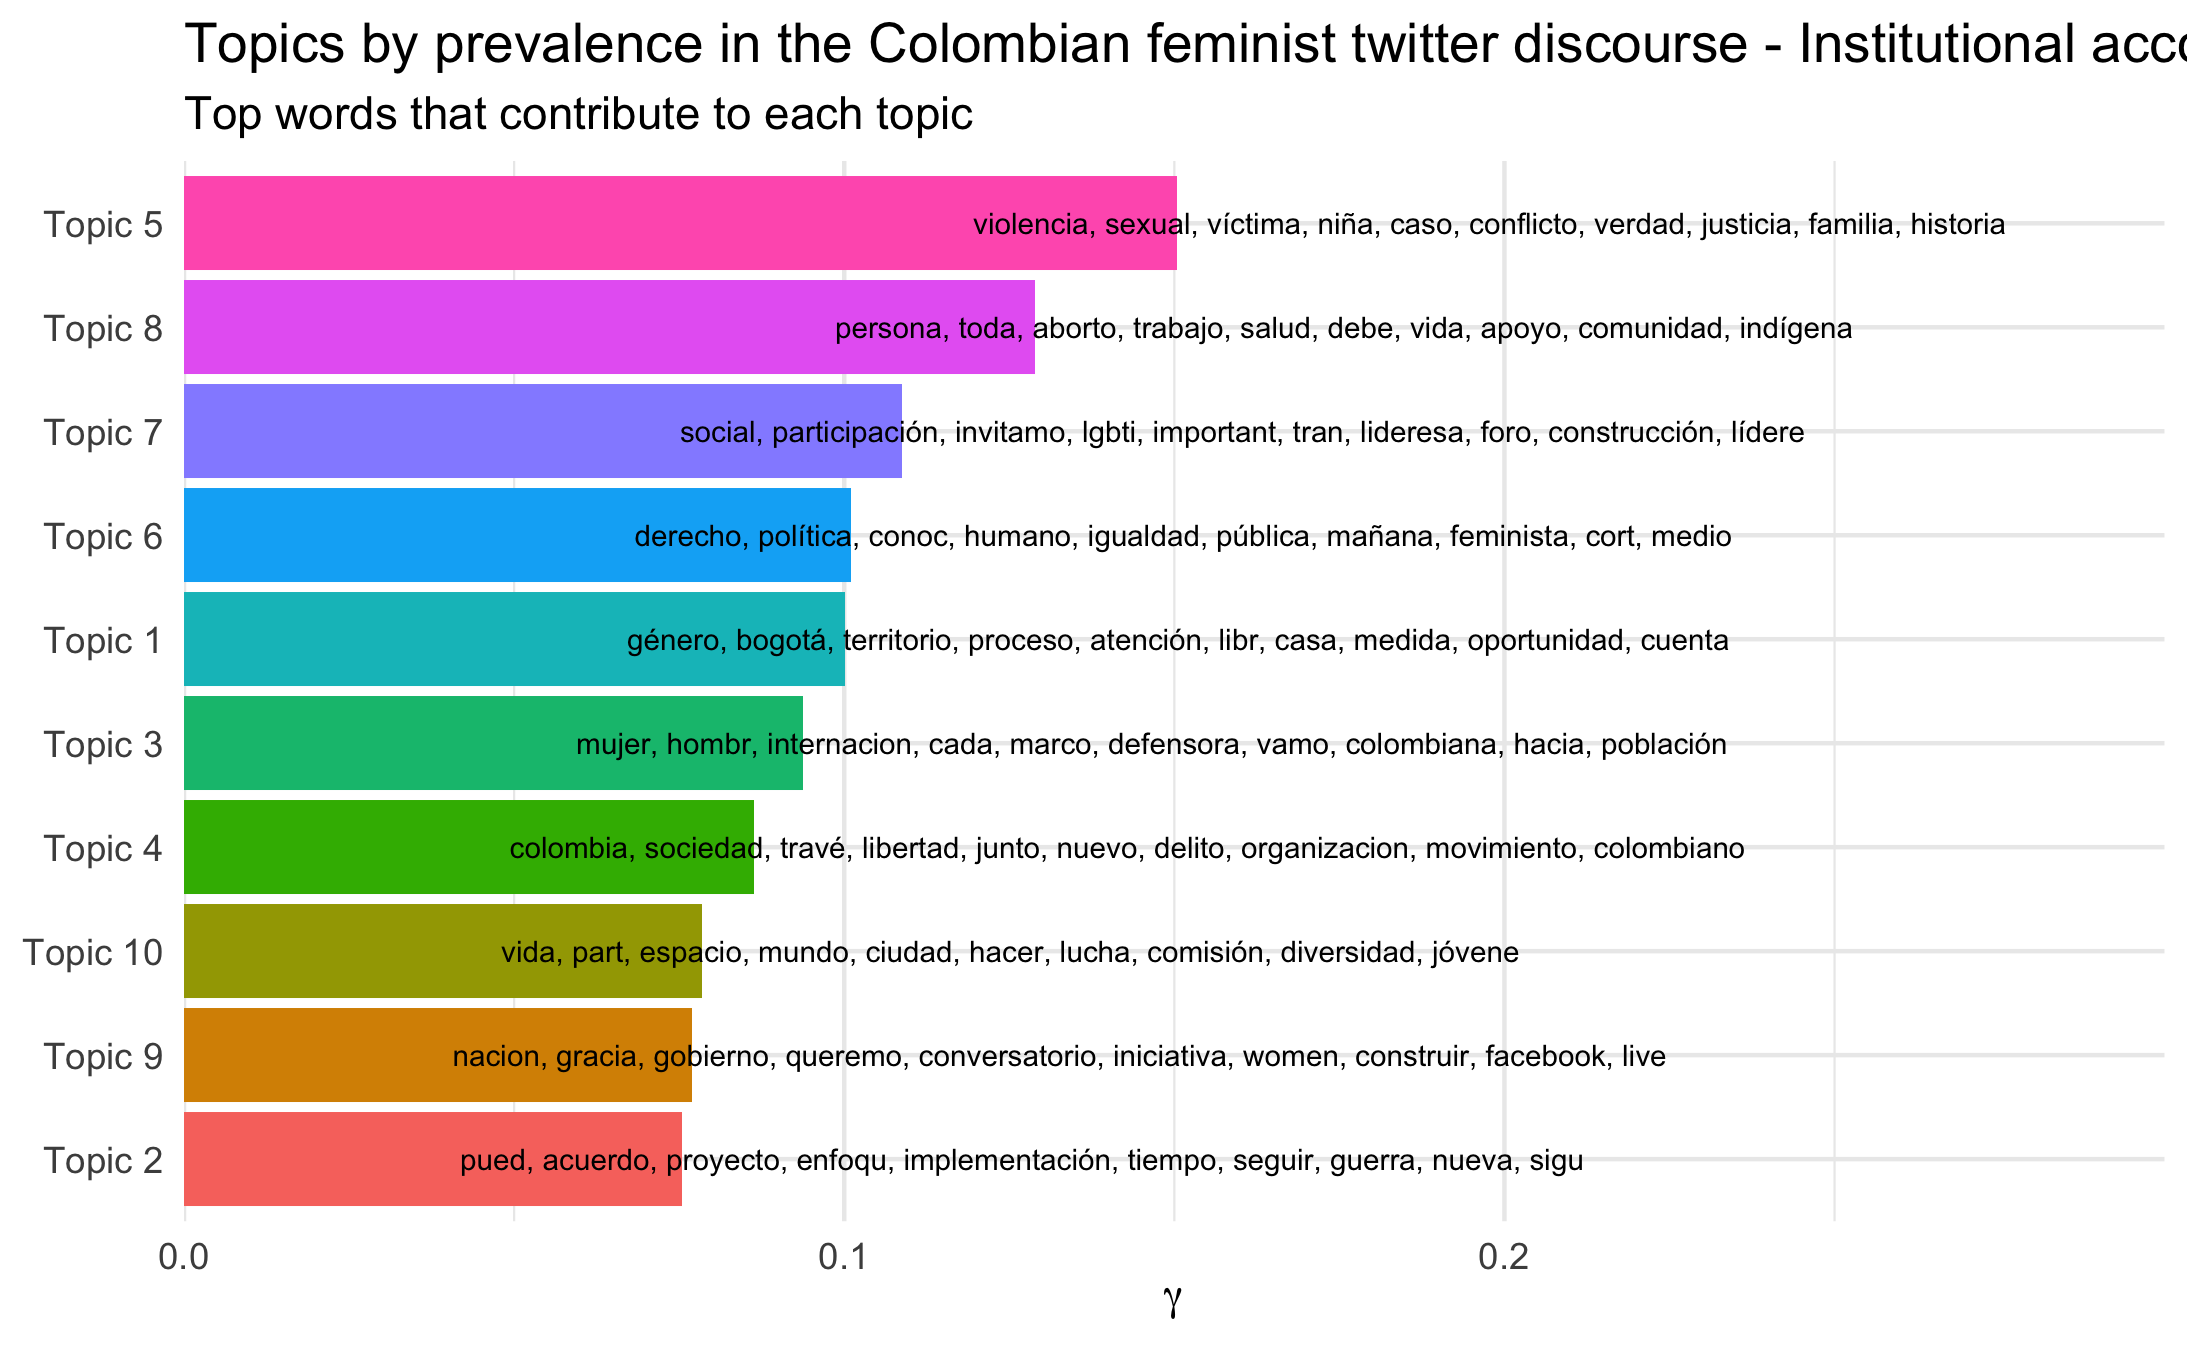 Topics by prevalence in the Colombian feminist twitter discourse - Institutional acco
Top words that contribute to each topic
Topic 5 violencia, sexual, víctima, niña, caso, conflicto, verdad, justicia, familia, historia
Topic 8 persona, toda, aborto, trabajo, salud, debe, vida, apoyo, comunidad, indígena
Topic 7 social, participación, invitamo, lgbti, important, tran, lideresa, foro, construcción, lídere
Topic 6 derecho, política, conoc, humano, igualdad, pública, mañana, feminista, cort, medio
Topic 1 género, bogotá, territorio, proceso, atención, libr, casa, medida, oportunidad, cuenta
Topic 3 mujer, hombr, internacion, cada, marco, defensora, vamo, colombiana, hacia, población
Topic 4 colombia, sociedad, travé, libertad, junto, nuevo, delito, organizacion, movimiento, colombiano
Topic 10 vida, part, espacio, mundo, ciudad, hacer, lucha, comisión, diversidad, jóvene
Topic 9 nacion, gracia, gobierno, queremo, conversatorio, iniciativa, women, construir, facebook, live
Topic 2 pued, acuerdo, proyecto, enfoqu, implementación, tiempo, seguir, guerra, nueva, sigu
0.0 0.1 0.2
γ